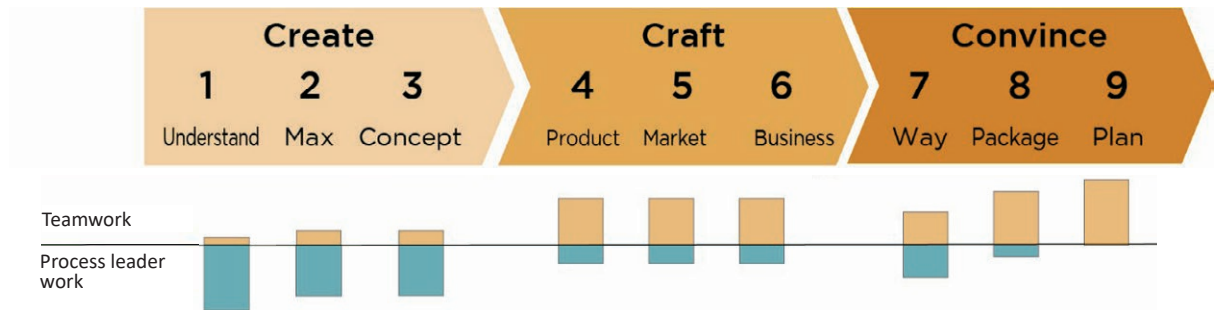 Create Craft Convince
1 2 3 4 5 6 7 8 9
Understand Max Concept Product Market Business Way Package Plan
Teamwork
Process leader
work